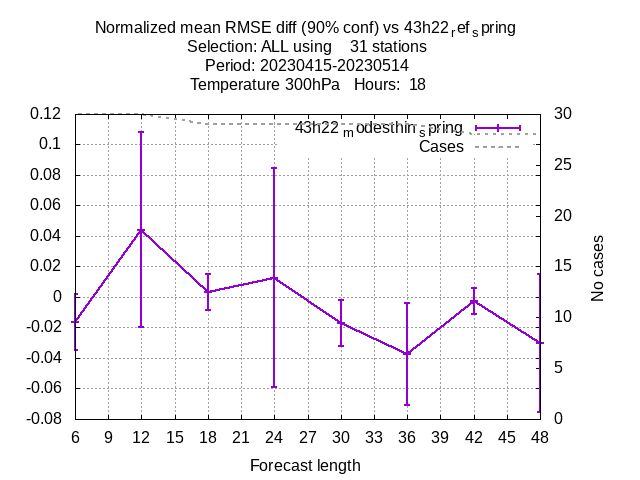 Normalized mean RMSE diff (90% conf) vs 43h22refspring
Selection: ALL using 31 stations
Period: 20230415-20230514
Temperature 300hPa Hours: 18
43h22modesthinspring
Cases
0.12
0.1
0.08
0.06
0.04
0.02
0
-0.02
-0.04
-0.06
-0.08
30
25
20
15
10
5
0
No cases
6 9 12 15 18 21 24 27 30 33 36 39 42 45 48
Forecast length